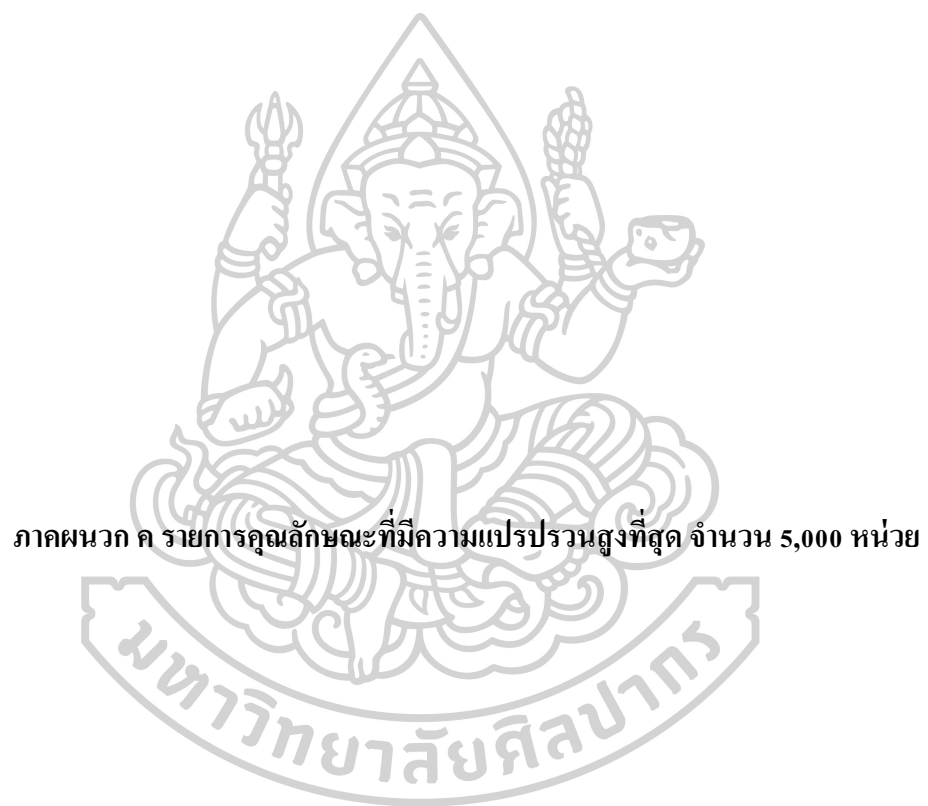 ภาคผนวก ค รายการคุณลักษณะที่มีความแปรปรวนสูงที่สุด จำนวน 5,000 หน่วย
มหาวิทยาลัยศิลปากร